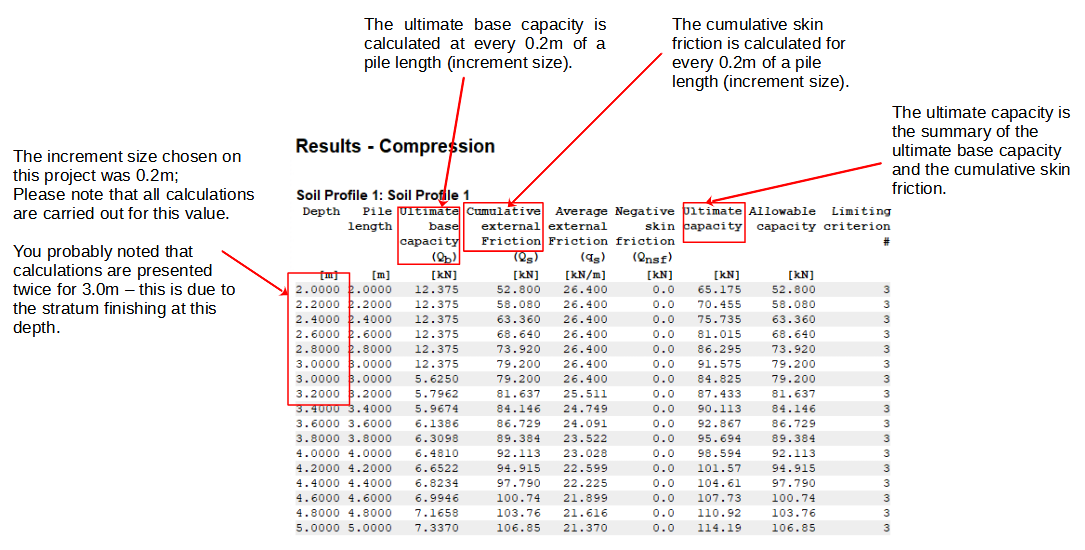 The ultimate base capacity is
calculated at every 0.2m of a
pile length (increment size).
The cumulative skin
friction is calculated for
every 0.2m of a pile
length (increment size).
The ultimate capacity is
the summary of the
ultimate base capacity
and the cumulative skin
friction.
The increment size chosen on
this project was 0.2m;
Please note that all calculations
are carried out for this value.
You probably noted that
calculations are presented
twice for 3.0m – this is due to
the stratum finishing at this
depth.
Results - Compression
Soil Profile 1: Soil Profile 1
Depth Pile Ultimate Cumulative Average Negative Ultimate Allowable Limiting
length base external external skin capacity capacity criterion
capacity Friction Friction friction #
(Qb) (Qs) (qs) (Qnsf)
[m] [m] [kN] [kN] [kN/m] [kN] [kN] [kN]
2.0000 2.0000 12.375 52.800 26.400 0.0 65.175 52.800 3
2.2000 2.2000 12.375 58.080 26.400 0.0 70.455 58.080 3
2.4000 2.4000 12.375 63.360 26.400 0.0 75.735 63.360 3
2.6000 2.6000 12.375 68.640 26.400 0.0 81.015 68.640 3
2.8000 2.8000 12.375 73.920 26.400 0.0 86.295 73.920 3
3.0000 3.0000 12.375 79.200 26.400 0.0 91.575 79.200 3
3.0000 3.0000 5.6250 79.200 26.400 0.0 84.825 79.200 3
3.2000 3.2000 5.7962 81.637 25.511 0.0 87.433 81.637 3
3.4000 3.4000 5.9674 84.146 24.749 0.0 90.113 84.146 3
3.6000 3.6000 6.1386 86.729 24.091 0.0 92.867 86.729 3
3.8000 3.8000 6.3098 89.384 23.522 0.0 95.694 89.384 3
4.0000 4.0000 6.4810 92.113 23.028 0.0 98.594 92.113 3
4.2000 4.2000 6.6522 94.915 22.599 0.0 101.57 94.915 3
4.4000 4.4000 6.8234 97.790 22.225 0.0 104.61 97.790 3
4.6000 4.6000 6.9946 100.74 21.899 0.0 107.73 100.74 3
4.8000 4.8000 7.1658 103.76 21.616 0.0 110.92 103.76 3
5.0000 5.0000 7.3370 106.85 21.370 0.0 114.19 106.85 3